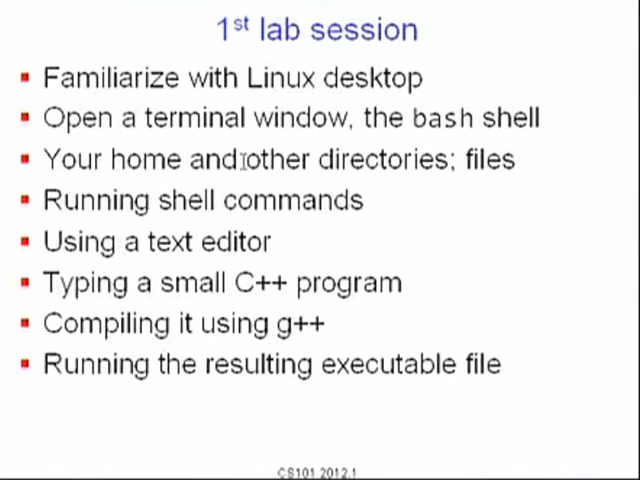 1st lab session
Familiarize with Linux desktop
Open a terminal window, the bash shell
Your home and other directories; files
Running shell commands
Using a text editor
Typing a small C++ program
Compiling it using g++
Running the resulting executable file
CS101.2012.1